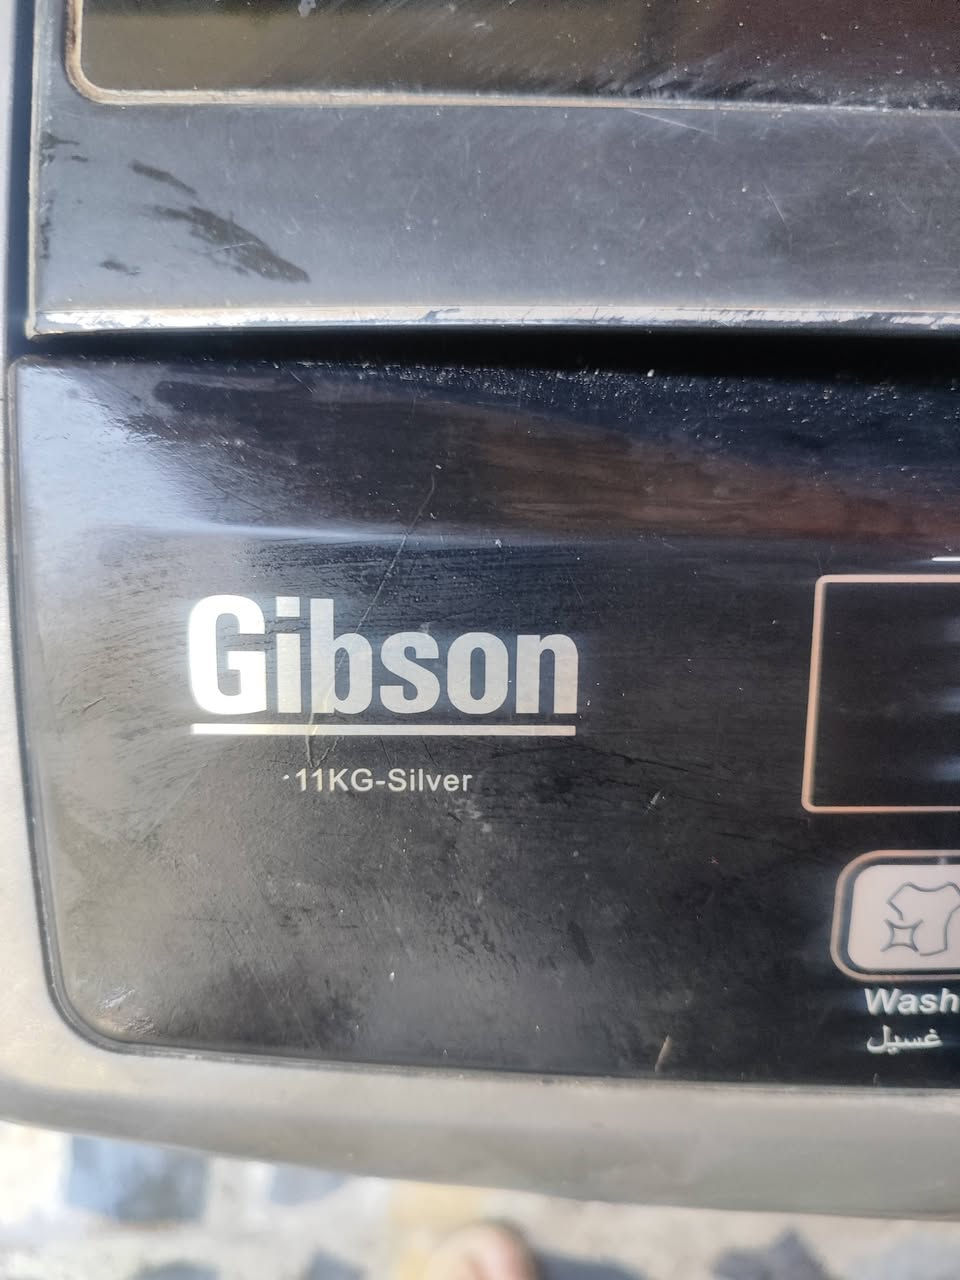 Gibson
11KG-Silver
Wash
غسيل